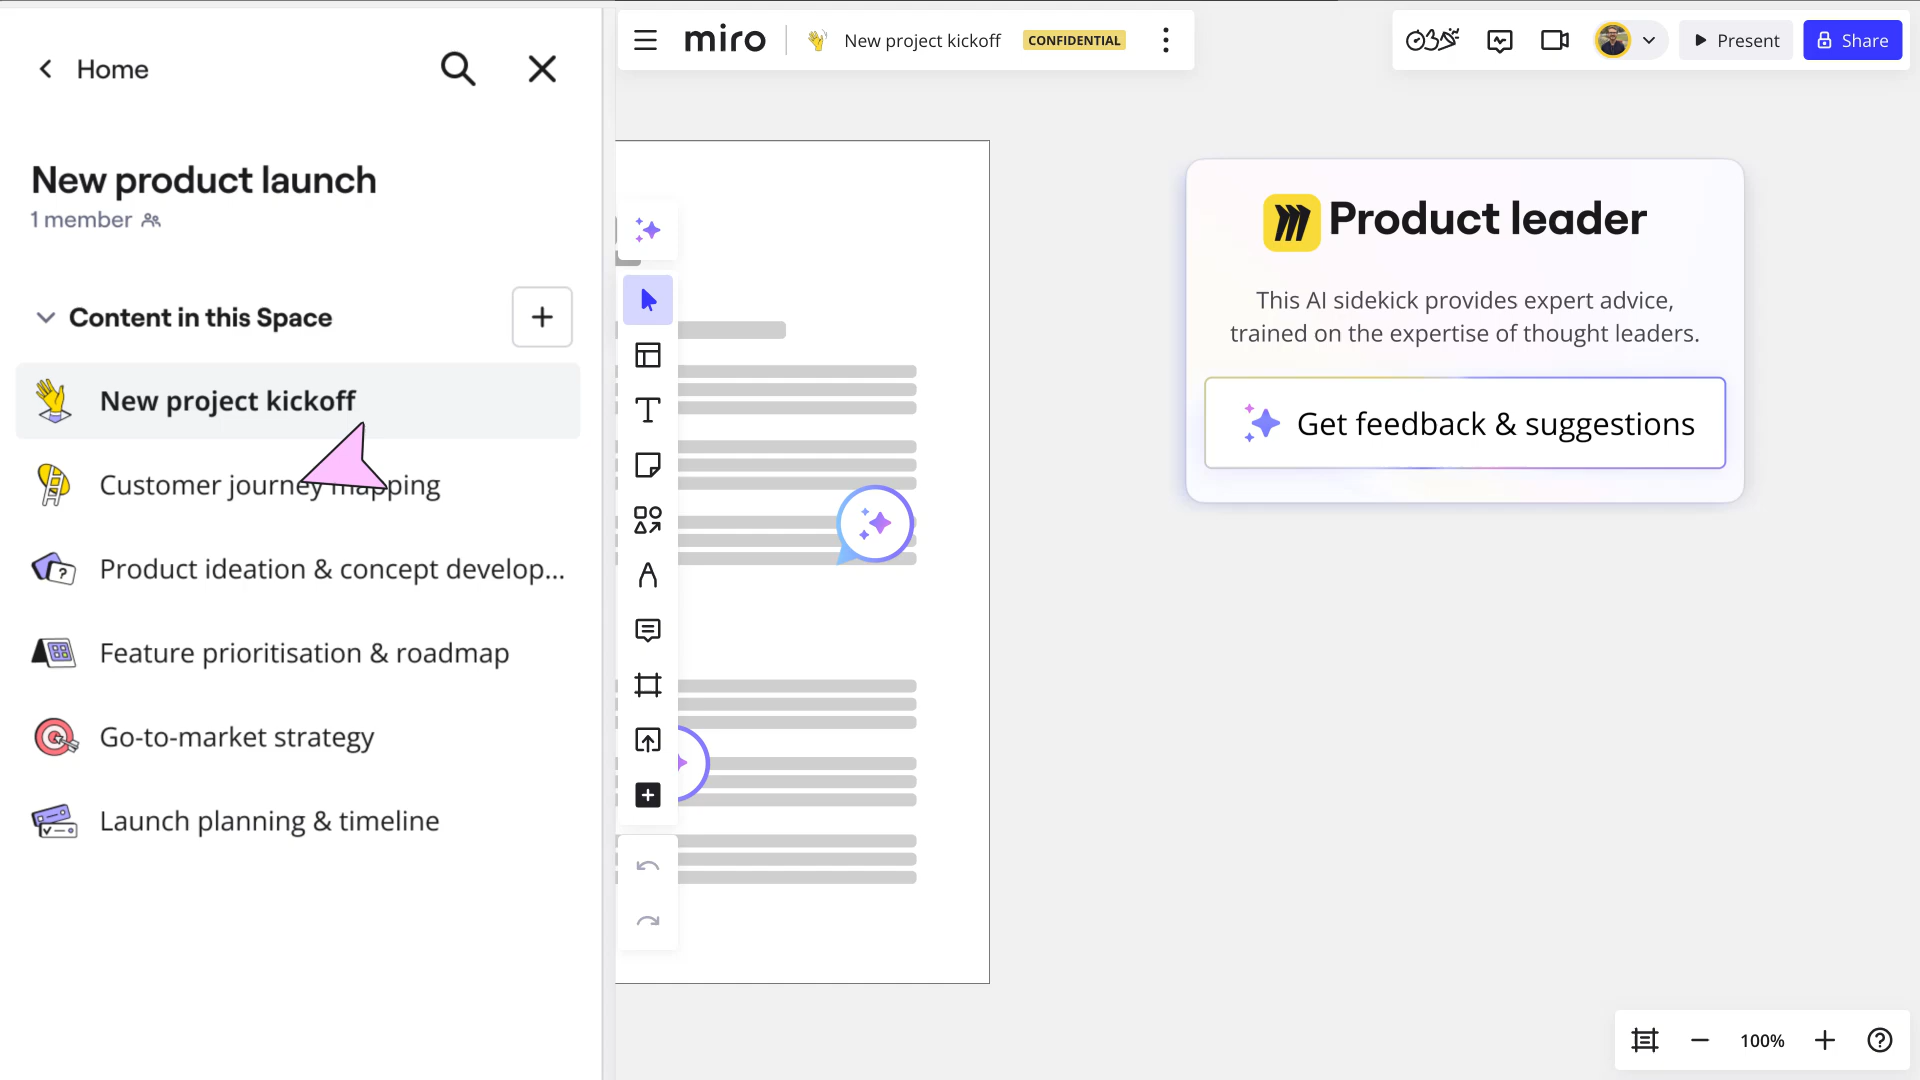 Home
New product launch
1 member
Content in this Space
New project kickoff
Customer journey mapping
Product ideation & concept develop...
Feature prioritisation & roadmap
Go-to-market strategy
Launch planning & timeline
miro
New project kickoff
CONFIDENTIAL
Present
Share
Product leader
This AI sidekick provides expert advice,
trained on the expertise of thought leaders.
Get feedback & suggestions
100%